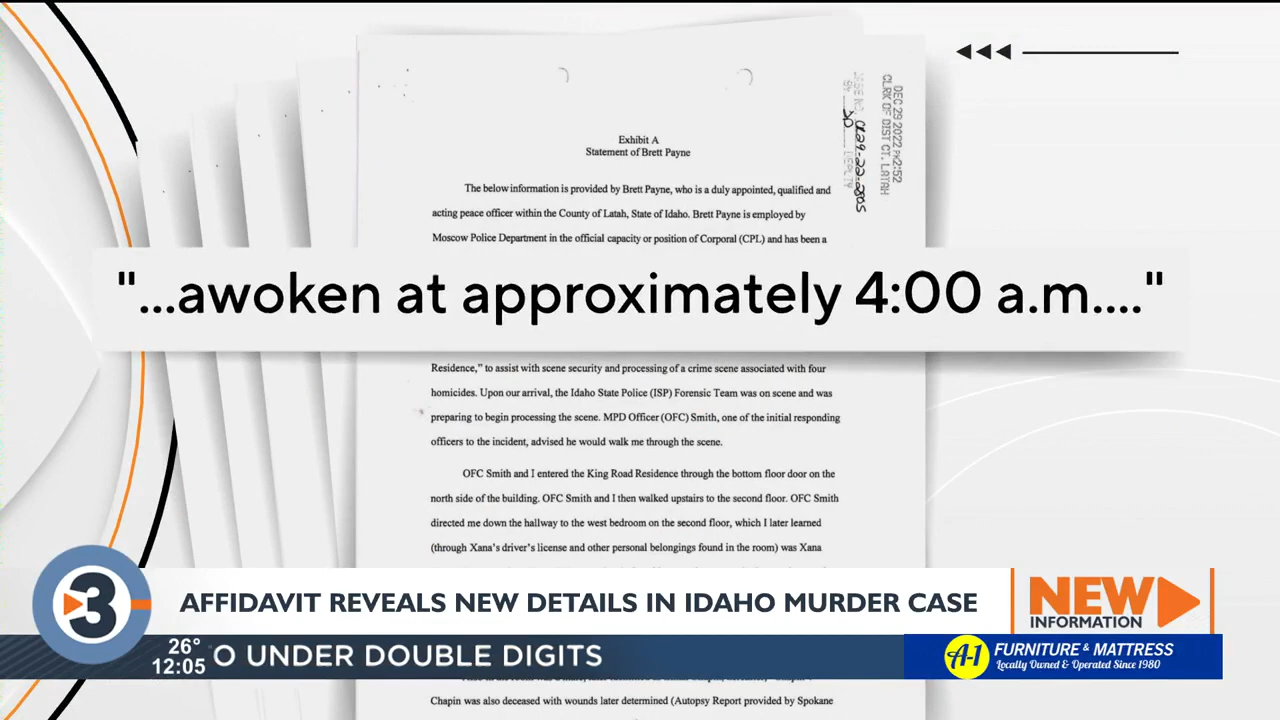 DEC 29 2022 PM2:52
CLRK OF DIST CT. LATAH
CASE NO. CR29-22-2805
BY DEPUTY
Exhibit A
Statement of Brett Payne
The below information is provided by Brett Payne, who is a duly appointed, qualified and
acting peace officer within the County of Latah, State of Idaho. Brett Payne is employed by
Moscow Police Department in the official capacity or position of Corporal (CPL) and has been a
"...awoken at approximately 4:00 a.m...."
Residence," to assist with scene security and processing of a crime scene associated with four
homicides. Upon our arrival, the Idaho State Police (ISP) Forensic Team was on scene and was
preparing to begin processing the scene. MPD Officer (OFC) Smith, one of the initial responding
officers to the incident, advised he would walk me through the scene.
OFC Smith and I entered the King Road Residence through the bottom floor door on the
north side of the building. OFC Smith and I then walked upstairs to the second floor. OFC Smith
directed me down the hallway to the west bedroom on the second floor, which I later learned
(through Xana's driver's license and other personal belongings found in the room) was Xana
3
AFFIDAVIT REVEALS NEW DETAILS IN IDAHO MURDER CASE
NEW
INFORMATION
26°
12:05
O UNDER DOUBLE DIGITS
A-1 FURNITURE & MATTRESS
Locally Owned & Operated Since 1980
Chapin was also deceased with wounds later determined (Autopsy Report provided by Spokane